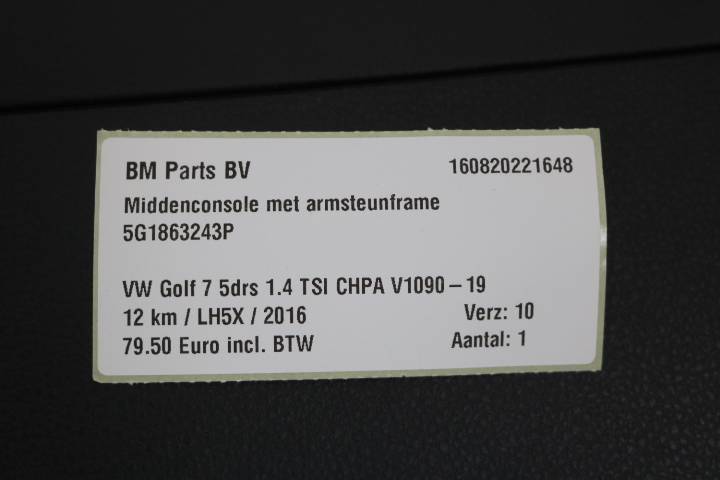 BM Parts BV 160820221648
Middenconsole met armsteunframe
5G1863243P
VW Golf 7 5drs 1.4 TSI CHPA V1090-19
12 km / LH5X / 2016 Verz: 10
79.50 Euro incl. BTW Aantal: 1